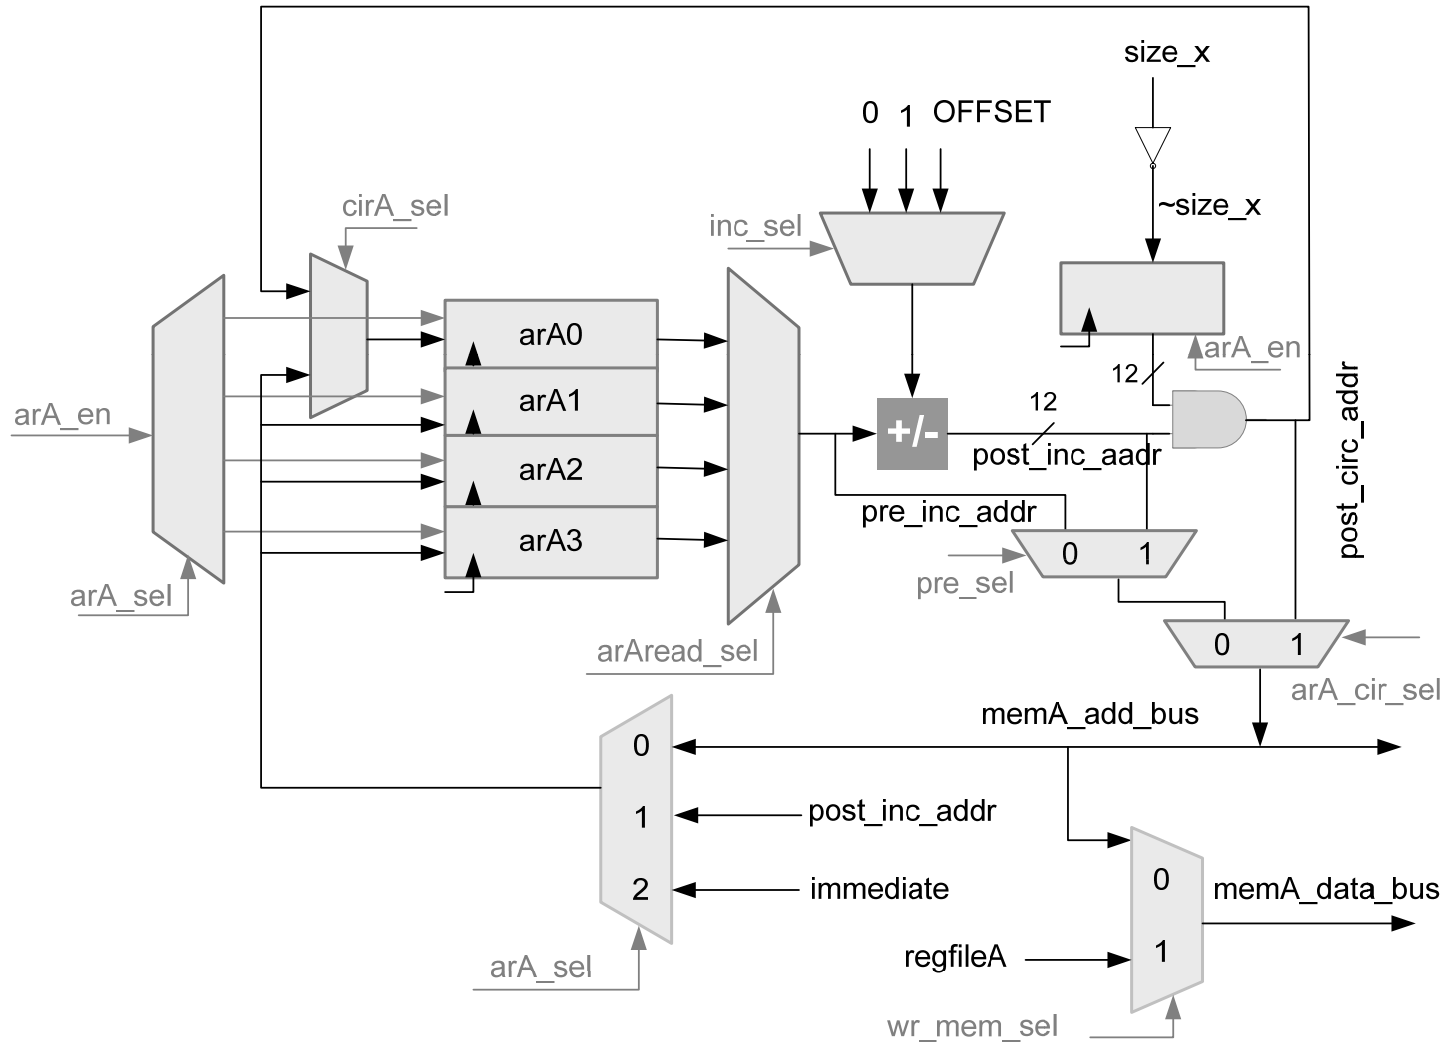 size_x
0 1 OFFSET
~size_x
cirA_sel
inc_sel
arA_en
12
arA0
arA1
arA2
arA3
+/-
12
post_inc_aadr
post_circ_addr
arA_en
pre_inc_addr
0 1
pre_sel
arA_sel
arAread_sel
0 1
arA_cir_sel
memA_add_bus
0
1
2
post_inc_addr
immediate
arA_sel
0
1
memA_data_bus
regfileA
wr_mem_sel